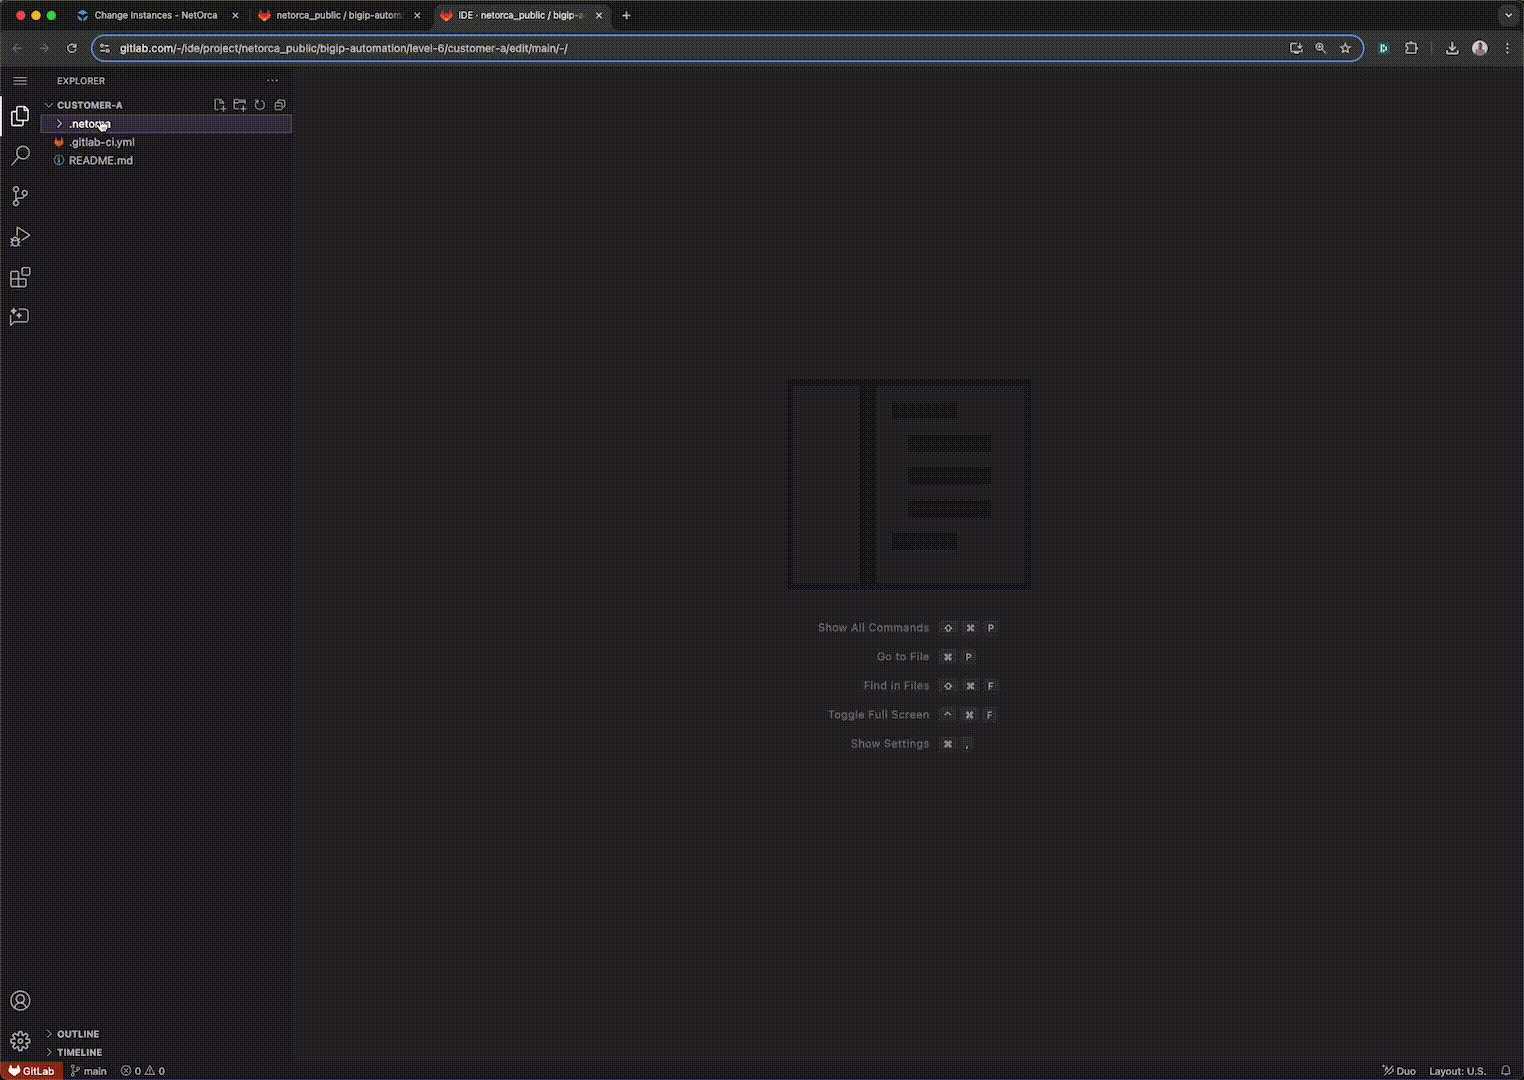 Change Instances - NetOrca
netorca_public / bigip-autom
IDE · netorca_public / bigip-a
gitlab.com/-/ide/project/netorca_public/bigip-automation/level-6/customer-a/edit/main/-/
EXPLORER
CUSTOMER-A
.netorca
.gitlab-ci.yml
README.md
Show All Commands ⇧ ⌘ P
Go to File ⌘ P
Find in Files ⇧ ⌘ F
Toggle Full Screen ^ ⌘ F
Show Settings ⌘ ,
OUTLINE
TIMELINE
GitLab main 0 0 Duo Layout: U.S.